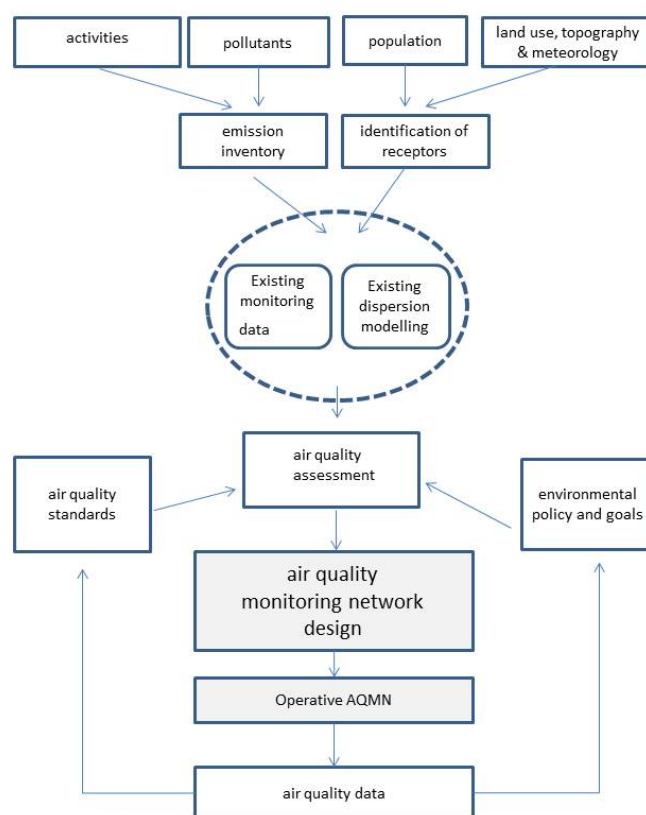 activities
pollutants
population
land use, topography
& meteorology
emission
inventory
identification of
receptors
Existing
monitoring
data
Existing
dispersion
modelling
air quality
assessment
air quality
standards
environmental
policy and goals
air quality
monitoring network
design
Operative AQMN
air quality data